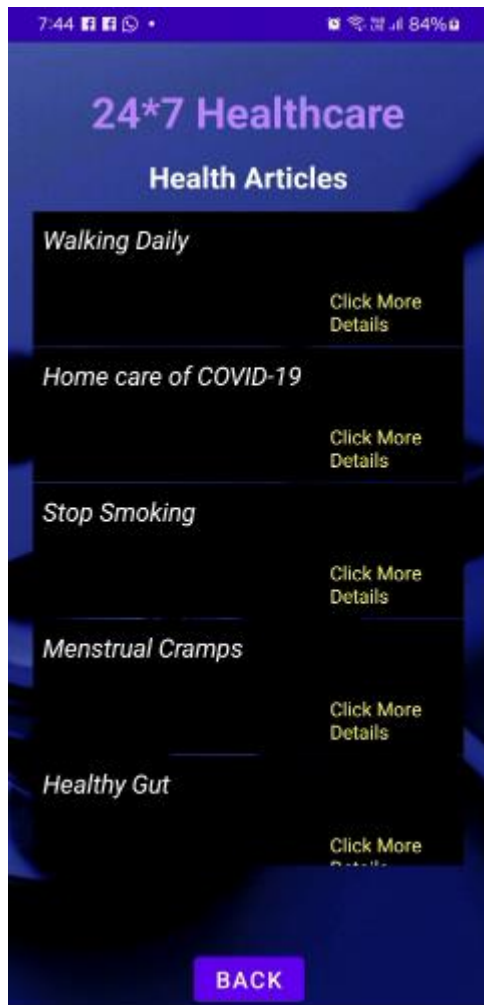 7:44
84%
24*7 Healthcare
Health Articles
Walking Daily
Click More
Details
Home care of COVID-19
Click More
Details
Stop Smoking
Click More
Details
Menstrual Cramps
Click More
Details
Healthy Gut
Click More
BACK